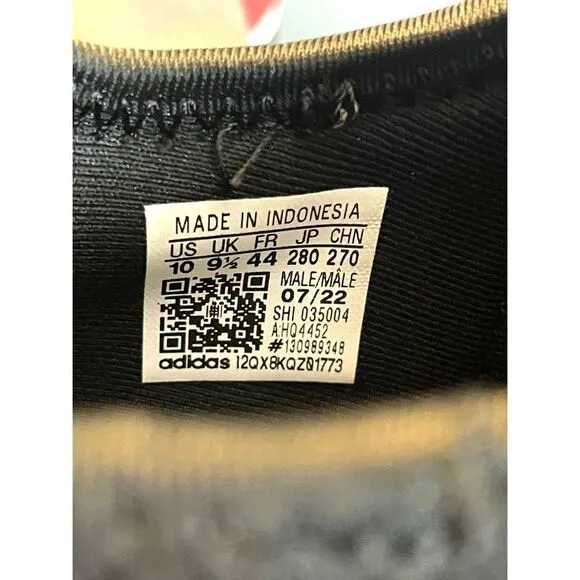 MADE IN INDONESIA
US UK FR JP CHN
10 9½ 44 280 270
MALE/MÂLE
07/22
SHI 035004
A:HQ4452
#130989348
adidas 12QX8KQZ01773